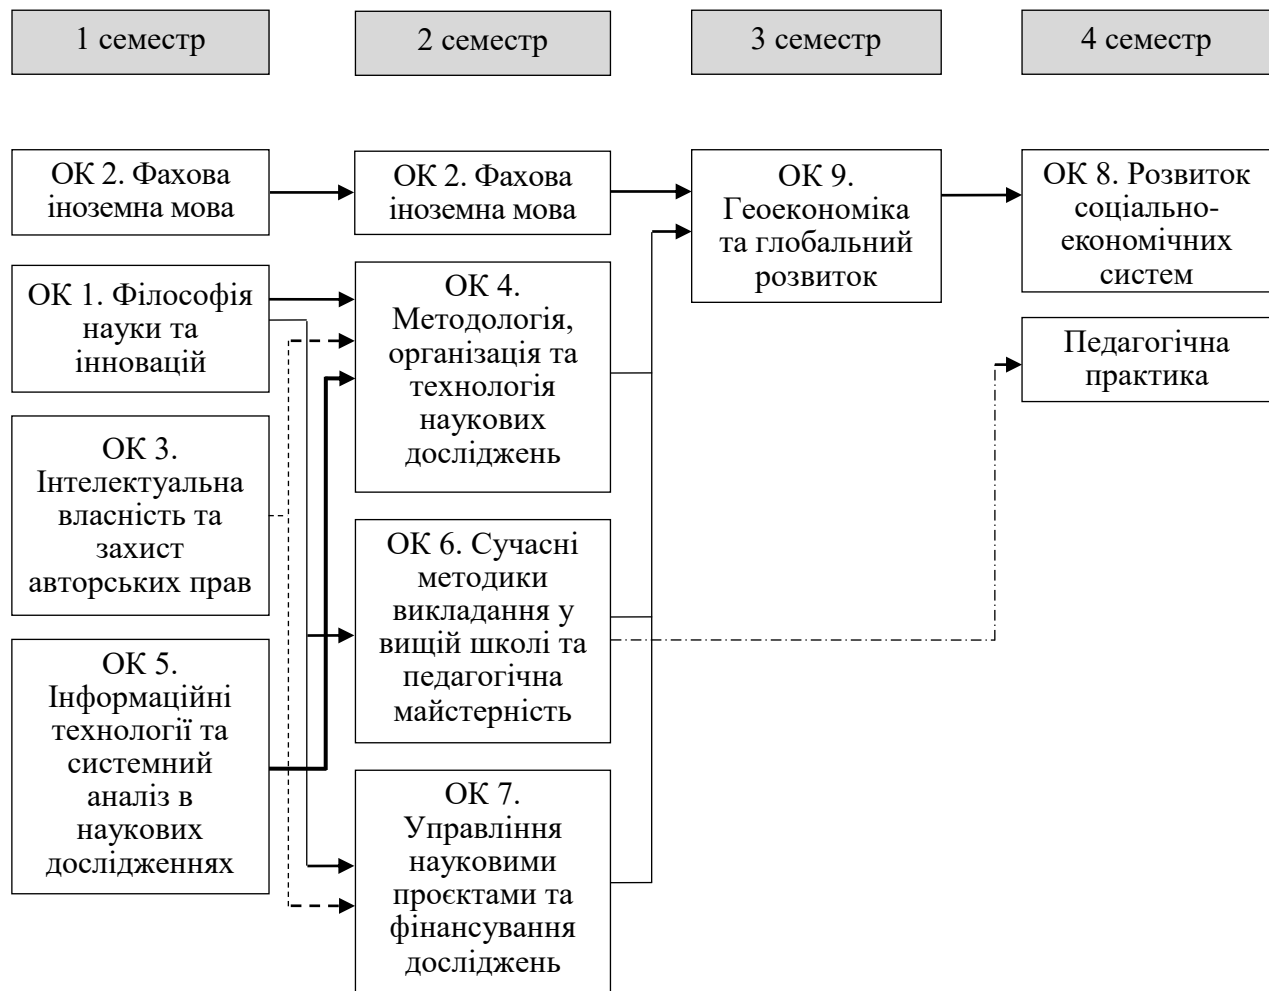 1 семестр
2 семестр
3 семестр
4 семестр
ОК 2. Фахова
іноземна мова
ОК 1. Філософія
науки та
інновацій
ОК 3.
Інтелектуальна
власність та
захист
авторських прав
ОК 5.
Інформаційні
технології та
системний
аналіз в
наукових
дослідженнях
ОК 2. Фахова
іноземна мова
ОК 4.
Методологія,
організація та
технологія
наукових
досліджень
ОК 6. Сучасні
методики
викладання у
вищій школі та
педагогічна
майстерність
ОК 7.
Управління
науковими
проєктами та
фінансування
досліджень
ОК 9.
Геоекономіка
та глобальний
розвиток
ОК 8. Розвиток
соціально-
економічних
систем
Педагогічна
практика